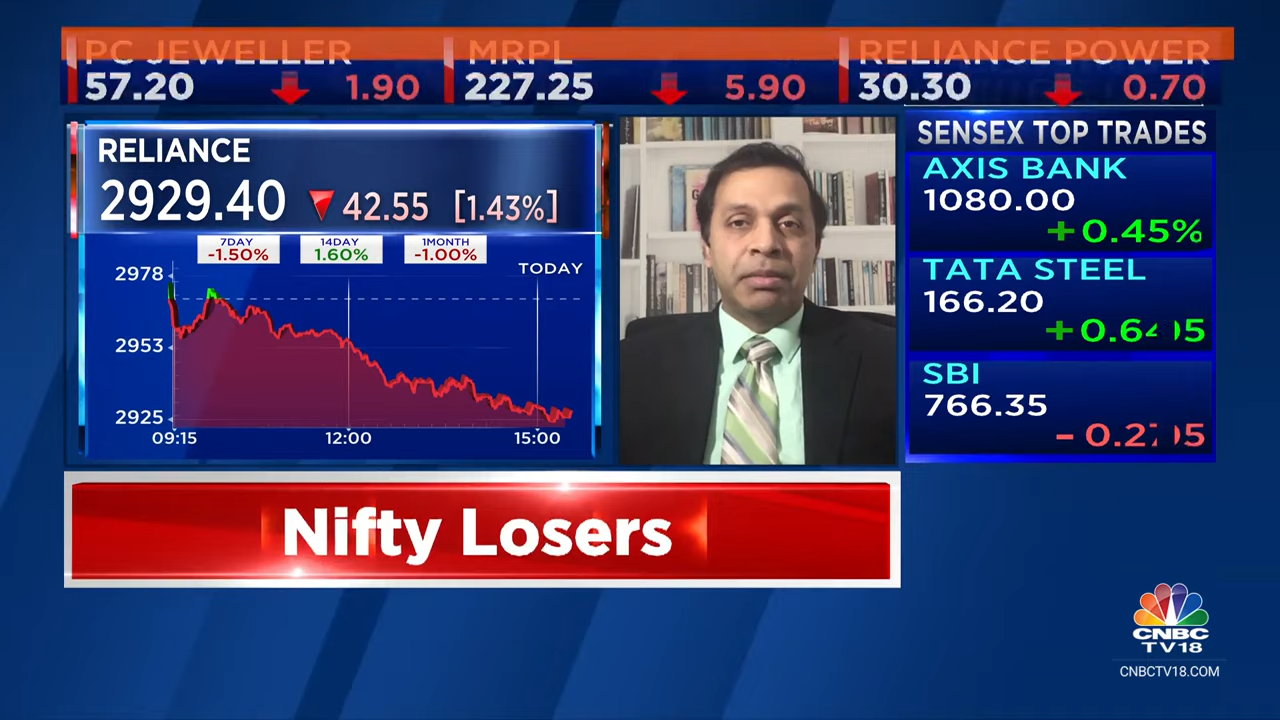 PC JEWELLER
57.20 1.90
MRPL
227.25 5.90
RELIANCE POWER
30.30 0.70
RELIANCE
2929.40 42.55 [1.43%]
7DAY
-1.50%
14DAY
1.60%
1MONTH
-1.00%
TODAY
2978
2953
2925
09:15 12:00 15:00
SENSEX TOP TRADES
AXIS BANK
1080.00
+0.45%
TATA STEEL
166.20
SBI
766.35
Nifty Losers
CNBC
TV18
CNBCTV18.COM